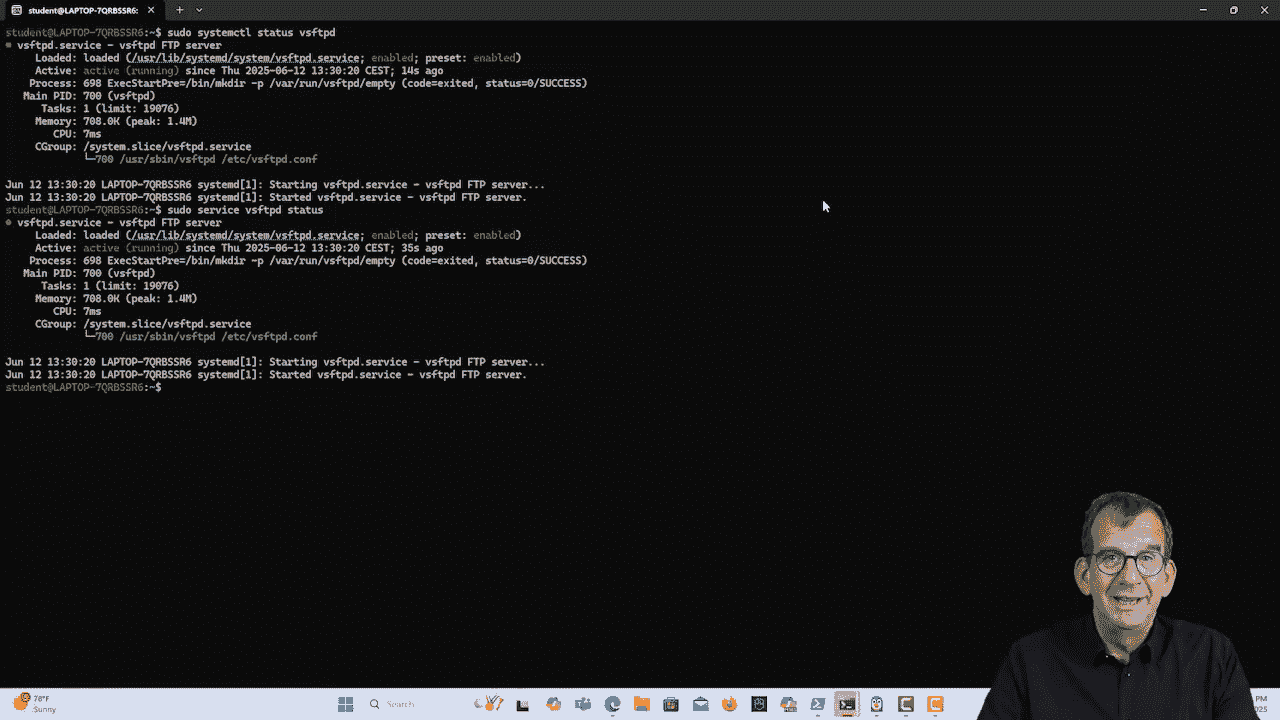 student@LAPTOP-7QRBSSR6:
student@LAPTOP-7QRBSSR6:~$ sudo systemctl status vsftpd
● vsftpd.service - vsftpd FTP server
Loaded: loaded (/usr/lib/systemd/system/vsftpd.service; enabled; preset: enabled)
Active: active (running) since Thu 2025-06-12 13:30:20 CEST; 14s ago
Process: 698 ExecStartPre=/bin/mkdir -p /var/run/vsftpd/empty (code=exited, status=0/SUCCESS)
Main PID: 700 (vsftpd)
Tasks: 1 (limit: 19076)
Memory: 708.0K (peak: 1.4M)
CPU: 7ms
CGroup: /system.slice/vsftpd.service
└─700 /usr/sbin/vsftpd /etc/vsftpd.conf
Jun 12 13:30:20 LAPTOP-7QRBSSR6 systemd[1]: Starting vsftpd.service - vsftpd FTP server...
Jun 12 13:30:20 LAPTOP-7QRBSSR6 systemd[1]: Started vsftpd.service - vsftpd FTP server.
student@LAPTOP-7QRBSSR6:~$ sudo service vsftpd status
● vsftpd.service - vsftpd FTP server
Loaded: loaded (/usr/lib/systemd/system/vsftpd.service; enabled; preset: enabled)
Active: active (running) since Thu 2025-06-12 13:30:20 CEST; 35s ago
Process: 698 ExecStartPre=/bin/mkdir -p /var/run/vsftpd/empty (code=exited, status=0/SUCCESS)
Main PID: 700 (vsftpd)
Tasks: 1 (limit: 19076)
Memory: 708.0K (peak: 1.4M)
CPU: 7ms
CGroup: /system.slice/vsftpd.service
└─700 /usr/sbin/vsftpd /etc/vsftpd.conf
Jun 12 13:30:20 LAPTOP-7QRBSSR6 systemd[1]: Starting vsftpd.service - vsftpd FTP server...
Jun 12 13:30:20 LAPTOP-7QRBSSR6 systemd[1]: Started vsftpd.service - vsftpd FTP server.
student@LAPTOP-7QRBSSR6:~$
78°F
Sunny
Search
PM